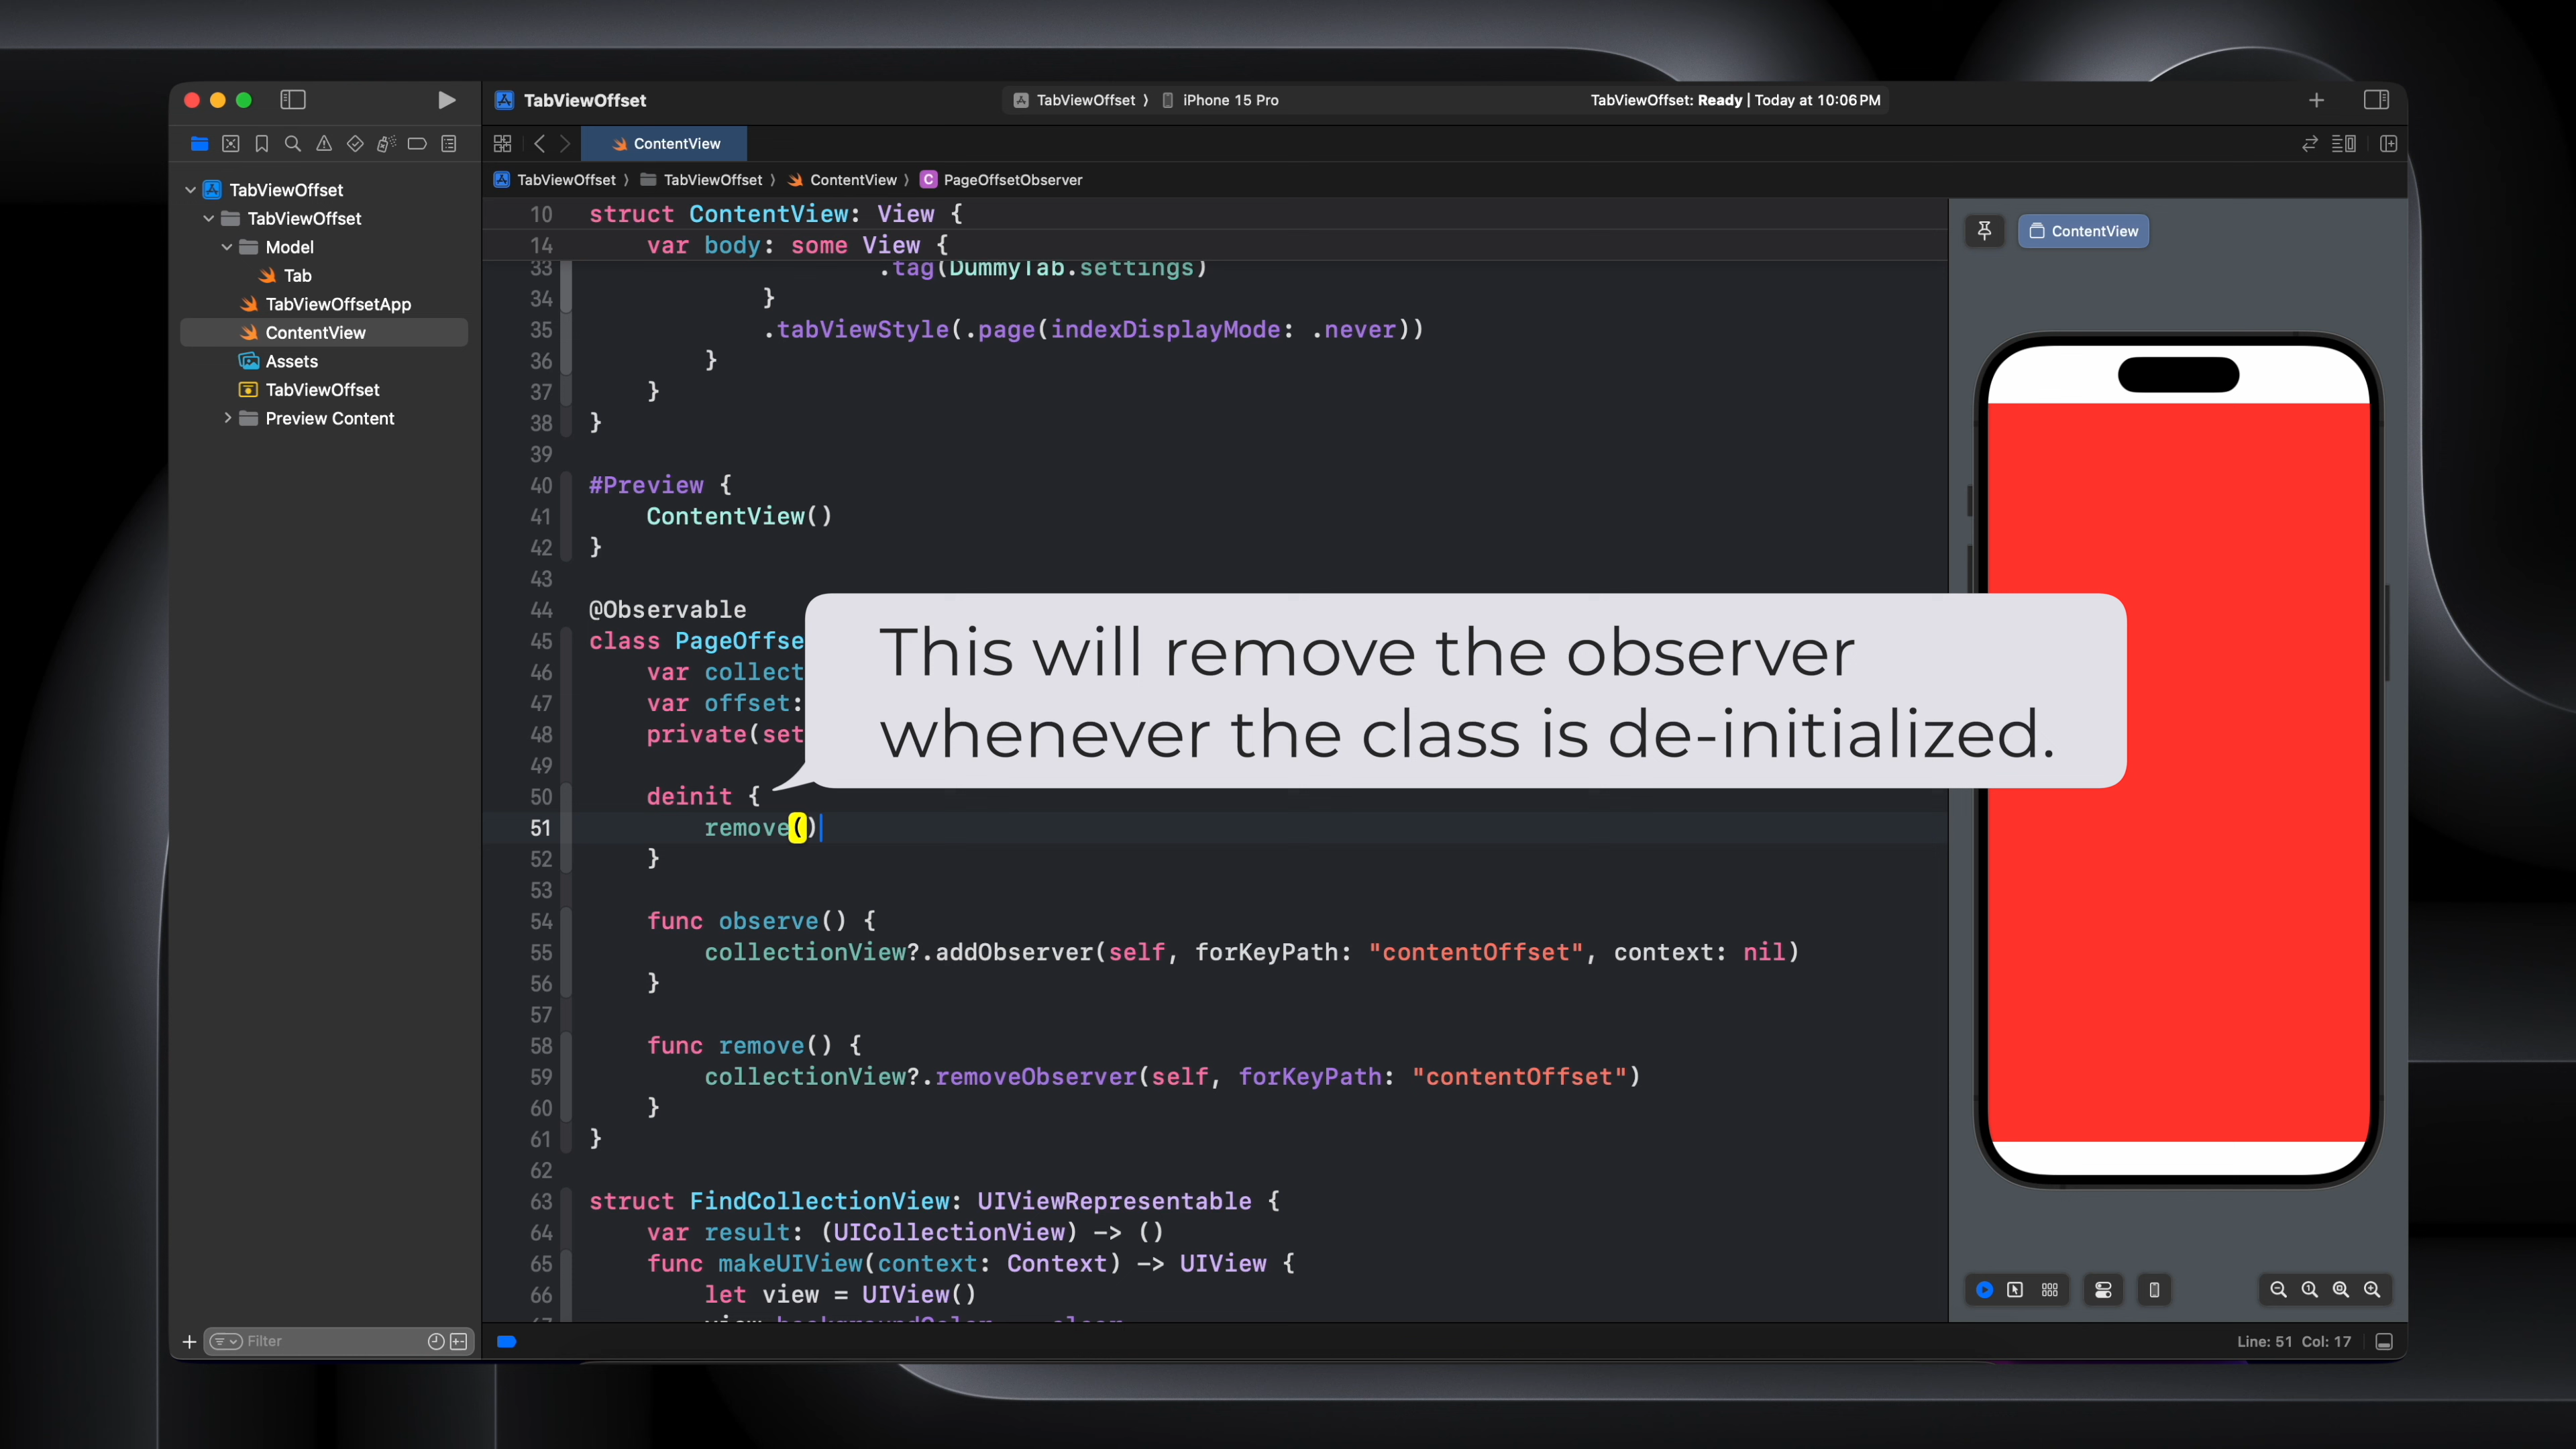 TabViewOffset
TabViewOffset 〉 iPhone 15 Pro
TabViewOffset: Ready | Today at 10:06 PM
ContentView
TabViewOffset 〉 TabViewOffset 〉 ContentView 〉 C PageOffsetObserver
TabViewOffset
TabViewOffset
Model
Tab
TabViewOffsetApp
ContentView
Assets
TabViewOffset
Preview Content
Filter
10 struct ContentView: View {
14 var body: some View {
33 .tag(DummyTab.settings)
34 }
35 .tabViewStyle(.page(indexDisplayMode: .never))
36 }
37 }
38 }
39
40 #Preview {
41 ContentView()
42 }
43
44 @Observable
45 class PageOffse
46 var collect
47 var offset:
48 private(set
49
50 deinit {
51 remove()
52 }
53
54 func observe() {
55 collectionView?.addObserver(self, forKeyPath: "contentOffset", context: nil)
56 }
57
58 func remove() {
59 collectionView?.removeObserver(self, forKeyPath: "contentOffset")
60 }
61 }
62
63 struct FindCollectionView: UIViewRepresentable {
64 var result: (UICollectionView) -> ()
65 func makeUIView(context: Context) -> UIView {
66 let view = UIView()
This will remove the observer
whenever the class is de-initialized.
ContentView
Line: 51 Col: 17